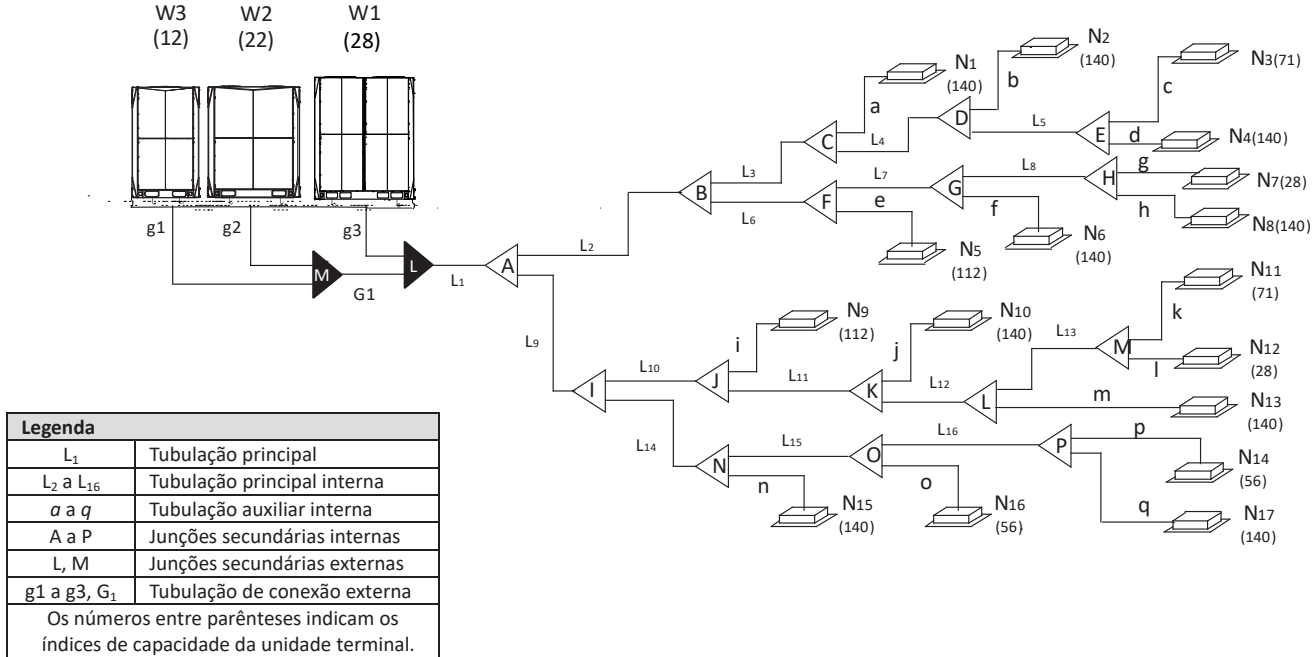 W3
(12)
W2
(22)
W1
(28)
g1
g2
g3
M
G1
L
L1
A
L2
B
L3
C
a
N1
(140)
L4
D
b
N2
(140)
L5
E
c
N3(71)
d
N4(140)
L6
F
e
N5
(112)
L7
G
f
N6
(140)
L8
H
g
N7(28)
h
N8(140)
L9
I
L10
J
i
N9
(112)
L11
K
j
N10
(140)
L12
L
L13
M
k
N11
(71)
l
N12
(28)
m
N13
(140)
L14
N
n
N15
(140)
L15
O
o
N16
(56)
L16
P
p
N14
(56)
q
N17
(140)
Legenda
L1 Tubulação principal
L2 a L16 Tubulação principal interna
a a q Tubulação auxiliar interna
A a P Junções secundárias internas
L, M Junções secundárias externas
g1 a g3, G1 Tubulação de conexão externa
Os números entre parênteses indicam os
índices de capacidade da unidade terminal.